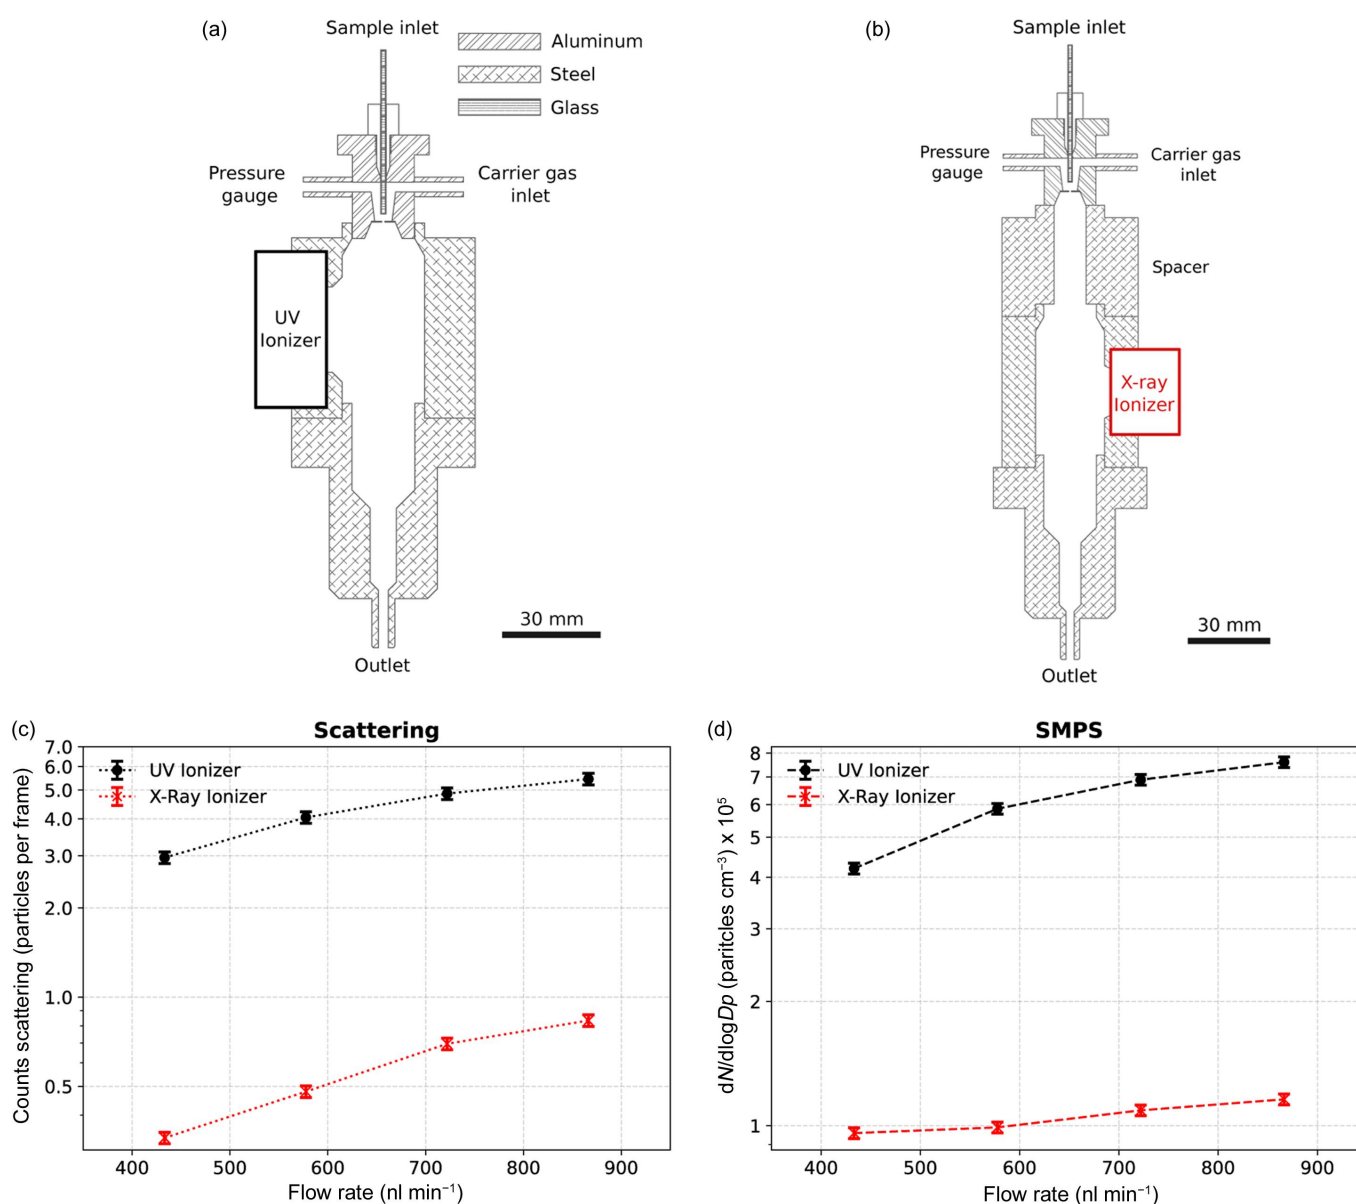 (a)
Sample inlet
Aluminum
Steel
Glass
Pressure
gauge
Carrier gas
inlet
UV
Ionizer
30 mm
Outlet
(b)
Sample inlet
Pressure
gauge
Carrier gas
inlet
Spacer
X-ray
Ionizer
30 mm
Outlet
(c)
Scattering
UV Ionizer
X-Ray Ionizer
Counts scattering (particles per frame)
7.0
6.0
5.0
4.0
3.0
2.0
1.0
0.5
400 500 600 700 800 900
Flow rate (nl min⁻¹)
(d)
SMPS
UV Ionizer
X-Ray Ionizer
dN/dlogDp (paritcles cm⁻³) x 10⁵
8
7
6
5
4
3
2
1
400 500 600 700 800 900
Flow rate (nl min⁻¹)